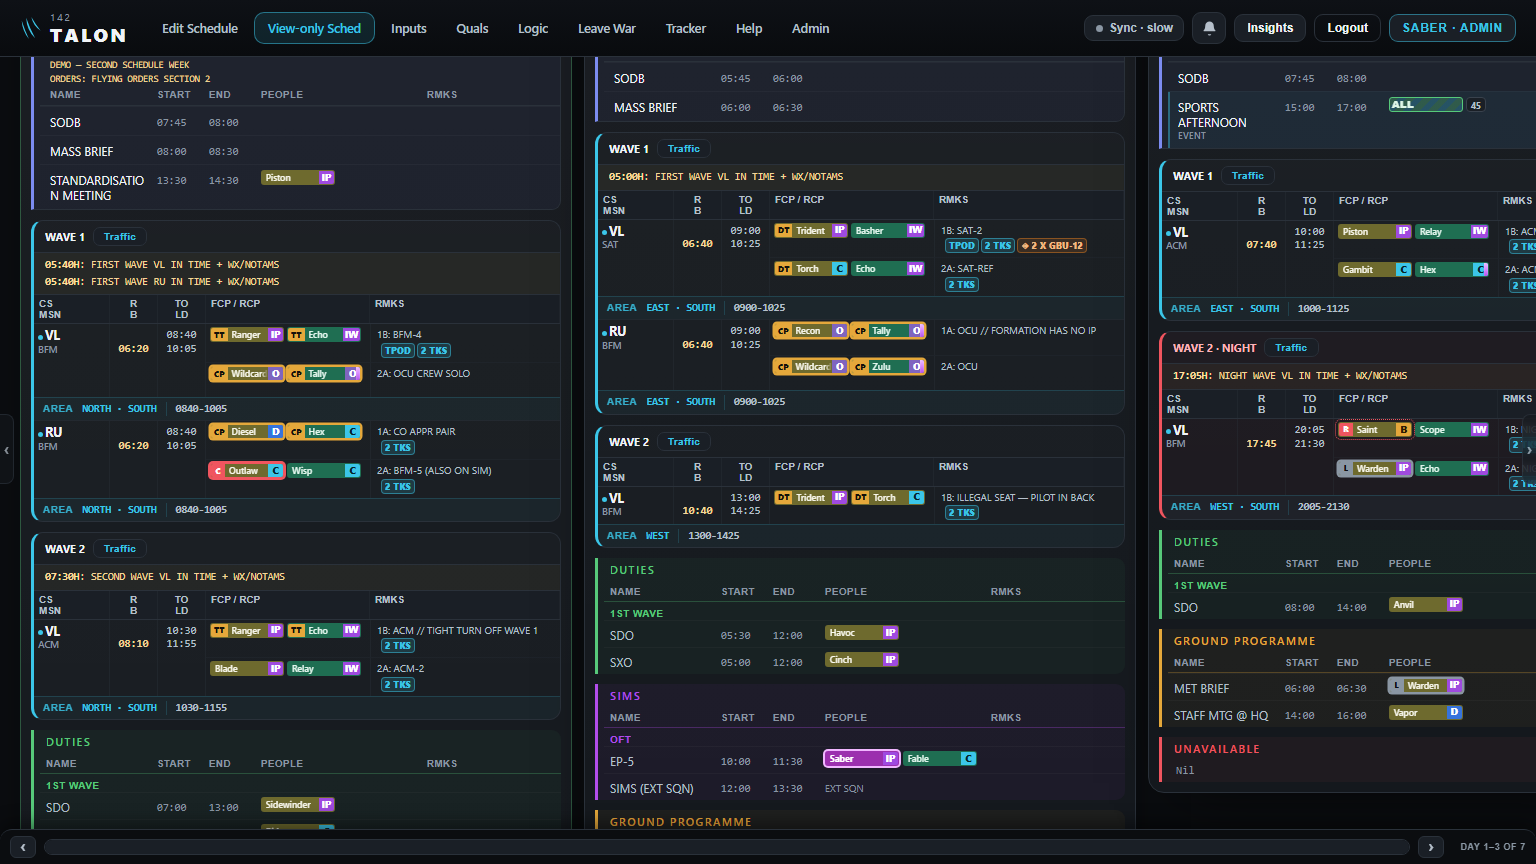 142
TALON
Edit Schedule
View-only Sched
Inputs
Quals
Logic
Leave War
Tracker
Help
Admin
Sync · slow
Insights
Logout
SABER · ADMIN
DEMO — SECOND SCHEDULE WEEK
ORDERS: FLYING ORDERS SECTION 2
NAME START END PEOPLE RMKS
SODB 07:45 08:00
MASS BRIEF 08:00 08:30
STANDARDISATIO 13:30 14:30 Piston IP
N MEETING
WAVE 1 Traffic
05:40H: FIRST WAVE VL IN TIME + WX/NOTAMS
05:40H: FIRST WAVE RU IN TIME + WX/NOTAMS
CS R TO FCP / RCP RMKS
MSN B LD
VL 08:40 TT Ranger IP TT Echo IW 1B: BFM-4
BFM 06:20 10:05 TPOD 2 TKS
CP Wildcard O CP Tally O 2A: OCU CREW SOLO
AREA NORTH · SOUTH 0840-1005
RU 08:40 CP Diesel D CP Hex C 1A: CO APPR PAIR
BFM 06:20 10:05 2 TKS
C Outlaw C Wisp C 2A: BFM-5 (ALSO ON SIM)
2 TKS
AREA NORTH · SOUTH 0840-1005
WAVE 2 Traffic
07:30H: SECOND WAVE VL IN TIME + WX/NOTAMS
CS R TO FCP / RCP RMKS
MSN B LD
VL 10:30 TT Ranger IP TT Echo IW 1B: ACM // TIGHT TURN OFF WAVE 1
ACM 08:10 11:55 2 TKS
Blade IP Relay IW 2A: ACM-2
2 TKS
AREA NORTH · SOUTH 1030-1155
DUTIES
NAME START END PEOPLE RMKS
1ST WAVE
SDO 07:00 13:00 Sidewinder IP
SODB 05:45 06:00
MASS BRIEF 06:00 06:30
WAVE 1 Traffic
05:00H: FIRST WAVE VL IN TIME + WX/NOTAMS
CS R TO FCP / RCP RMKS
MSN B LD
VL 09:00 DT Trident IP Basher IW 1B: SAT-2
SAT 06:40 10:25 TPOD 2 TKS ◈ 2 X GBU-12
DT Torch C Echo IW 2A: SAT-REF
2 TKS
AREA EAST · SOUTH 0900-1025
RU 09:00 CP Recon O CP Tally O 1A: OCU // FORMATION HAS NO IP
BFM 06:40 10:25
CP Wildcard O CP Zulu O 2A: OCU
AREA EAST · SOUTH 0900-1025
WAVE 2 Traffic
CS R TO FCP / RCP RMKS
MSN B LD
VL 13:00 DT Trident IP DT Torch C 1B: ILLEGAL SEAT — PILOT IN BACK
BFM 10:40 14:25 2 TKS
AREA WEST 1300-1425
DUTIES
NAME START END PEOPLE RMKS
1ST WAVE
SDO 05:30 12:00 Havoc IP
SXO 05:00 12:00 Cinch IP
SIMS
NAME START END PEOPLE RMKS
OFT
EP-5 10:00 11:30 Saber IP Fable C
SIMS (EXT SQN) 12:00 13:30 EXT SQN
GROUND PROGRAMME
SODB 07:45 08:00
SPORTS 15:00 17:00 ALL 45
AFTERNOON
EVENT
WAVE 1 Traffic
CS R TO FCP / RCP RMKS
MSN B LD
VL 10:00 Piston IP Relay IW 1B: ACM
ACM 07:40 11:25 2 TKS
Gambit C Hex C 2A: ACM
2 TKS
AREA EAST · SOUTH 1000-1125
WAVE 2 · NIGHT Traffic
17:05H: NIGHT WAVE VL IN TIME + WX/NOTAMS
CS R TO FCP / RCP RMKS
MSN B LD
VL 20:05 R Saint B Scope IW 1B:
BFM 17:45 21:30
L Warden IP Echo IW 2A:
AREA WEST · SOUTH 2005-2130
DUTIES
NAME START END PEOPLE
1ST WAVE
SDO 08:00 14:00 Anvil IP
GROUND PROGRAMME
NAME START END PEOPLE
MET BRIEF 06:00 06:30 L Warden IP
STAFF MTG @ HQ 14:00 16:00 Vapor D
UNAVAILABLE
Nil
DAY 1–3 OF 7